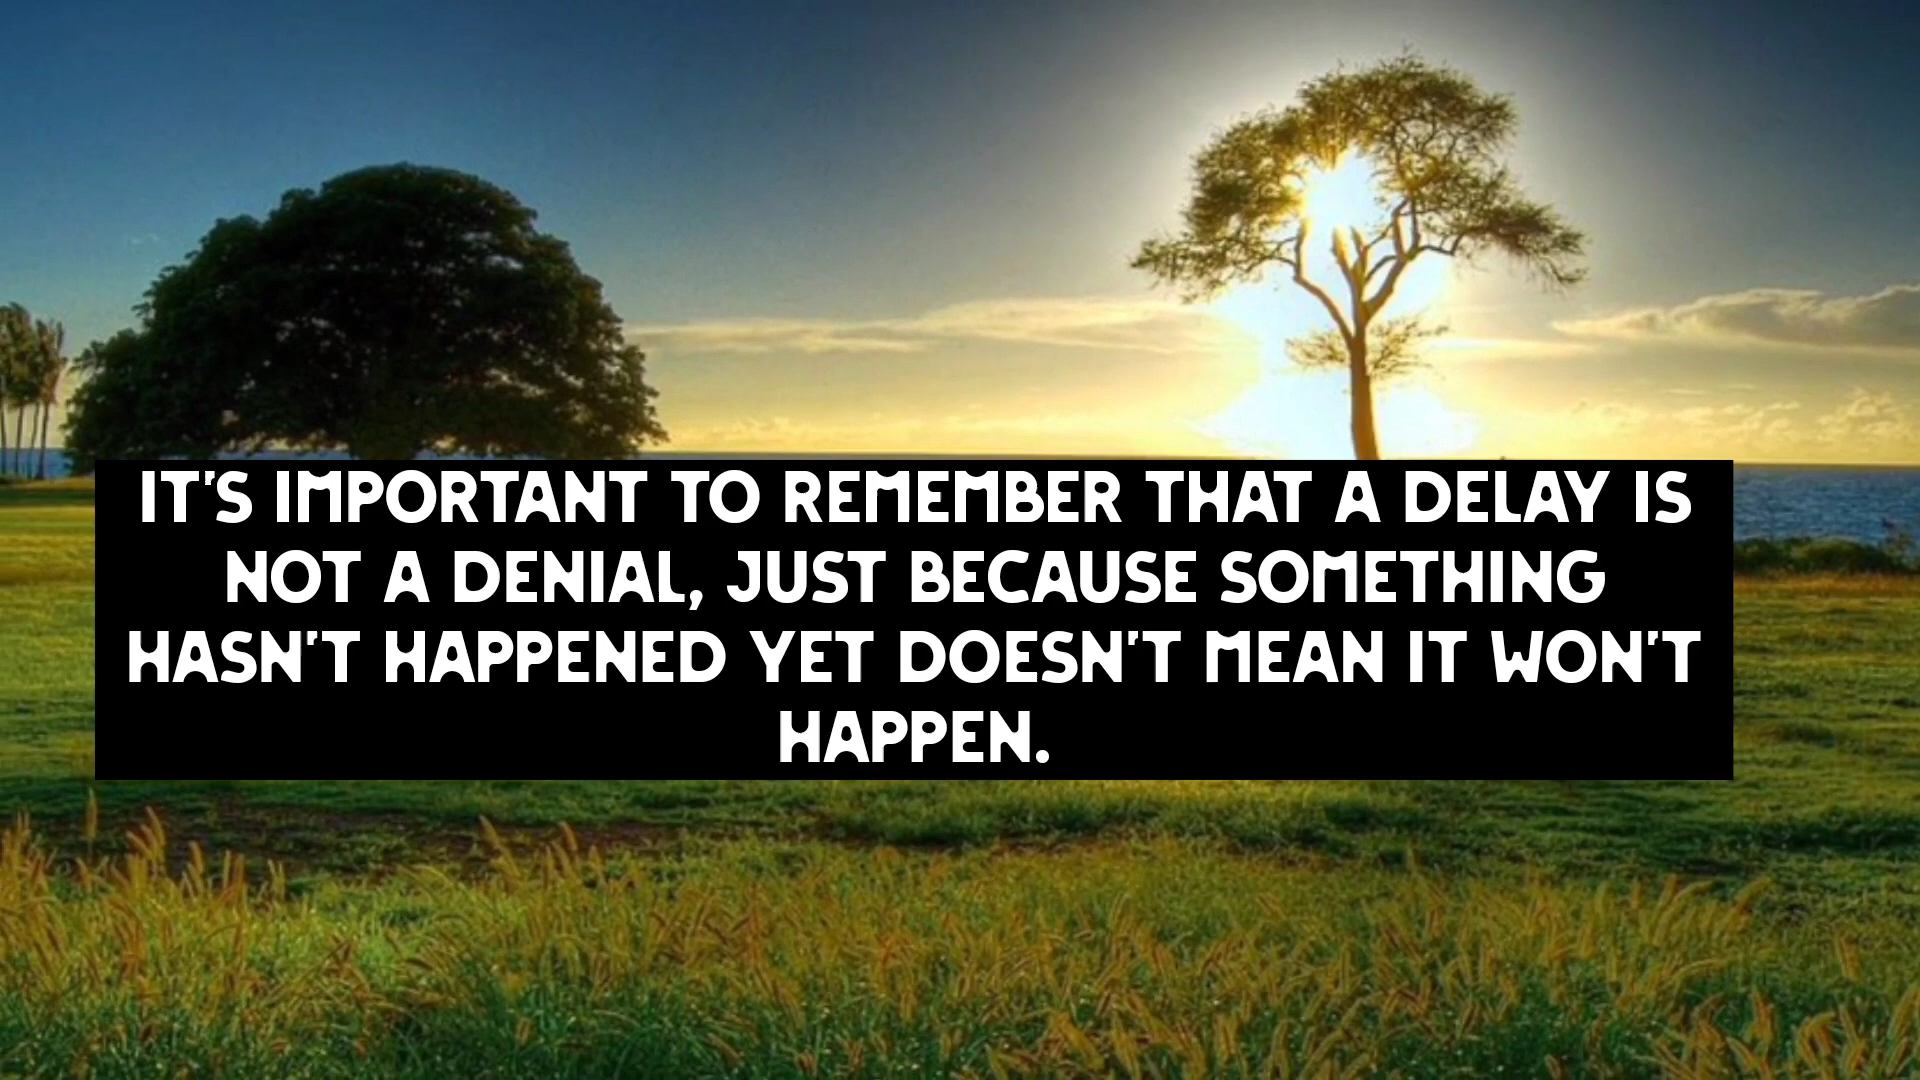 IT'S IMPORTANT TO REMEMBER THAT A DELAY IS
NOT A DENIAL, JUST BECAUSE SOMETHING
HASN'T HAPPENED YET DOESN'T MEAN IT WON'T
HAPPEN.